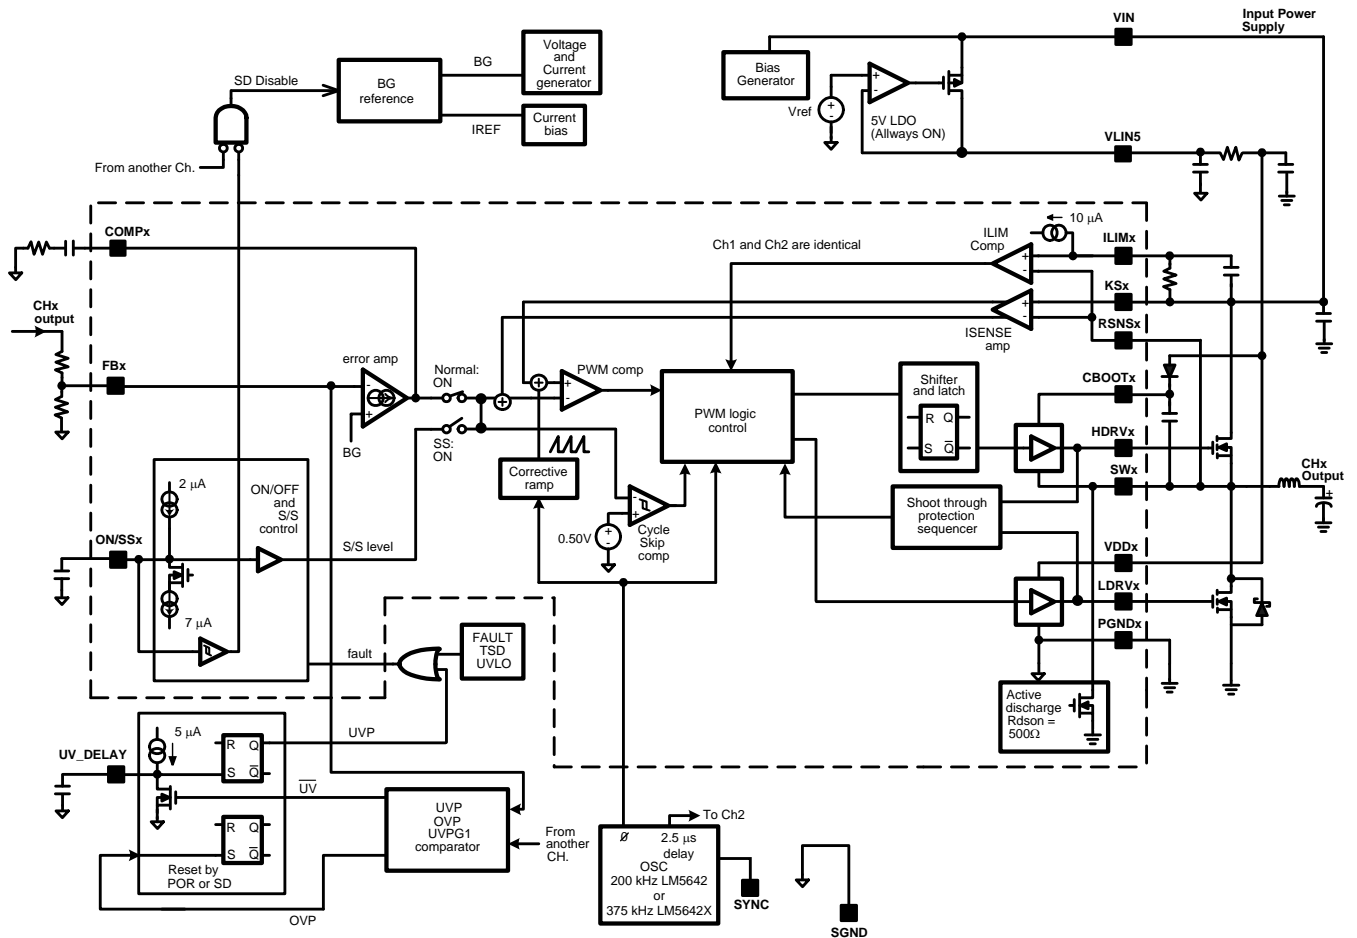 VIN
Input Power
Supply
Voltage
and
Current
generator
BG
SD Disable
BG
reference
IREF
Current
bias
Bias
Generator
+
-
Vref
+
-
5V LDO
(Allways ON)
VLIN5
From another Ch.
COMPx
10 µA
ILIM
Comp
ILIMx
Ch1 and Ch2 are identical
+
-
CHx
output
KSx
+
-
RSNSx
ISENSE
amp
FBx
error amp
-
+
BG
Normal:
ON
SS:
ON
+
+
PWM comp
+
-
PWM logic
control
Shifter
and latch
R Q
S Q
CBOOTx
HDRVx
SWx
CHx
Output
+
Corrective
ramp
2 µA
ON/OFF
and
S/S
control
ON/SSx
S/S level
7 µA
0.50V
+
-
-
+
Cycle
Skip
comp
Shoot through
protection
sequencer
VDDx
LDRVx
PGNDx
fault
FAULT
TSD
UVLO
Active
discharge
Rdson =
500Ω
5 µA
R Q
S Q
UVP
UV_DELAY
UV
R Q
S Q
Reset by
POR or SD
OVP
UVP
OVP
UVPG1
comparator
From
another
CH.
To Ch2
ø
2.5 µs
delay
OSC
200 kHz LM5642
or
375 kHz LM5642X
SYNC
SGND